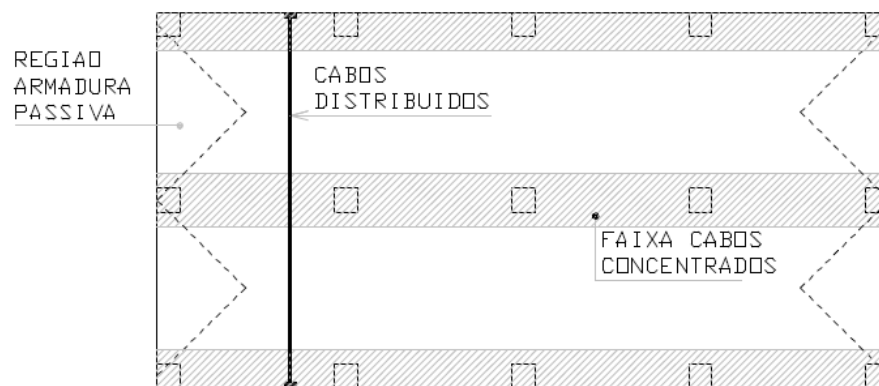 REGIAO
ARMADURA
PASSIVA
CABOS
DISTRIBUIDOS
FAIXA CABOS
CONCENTRADOS